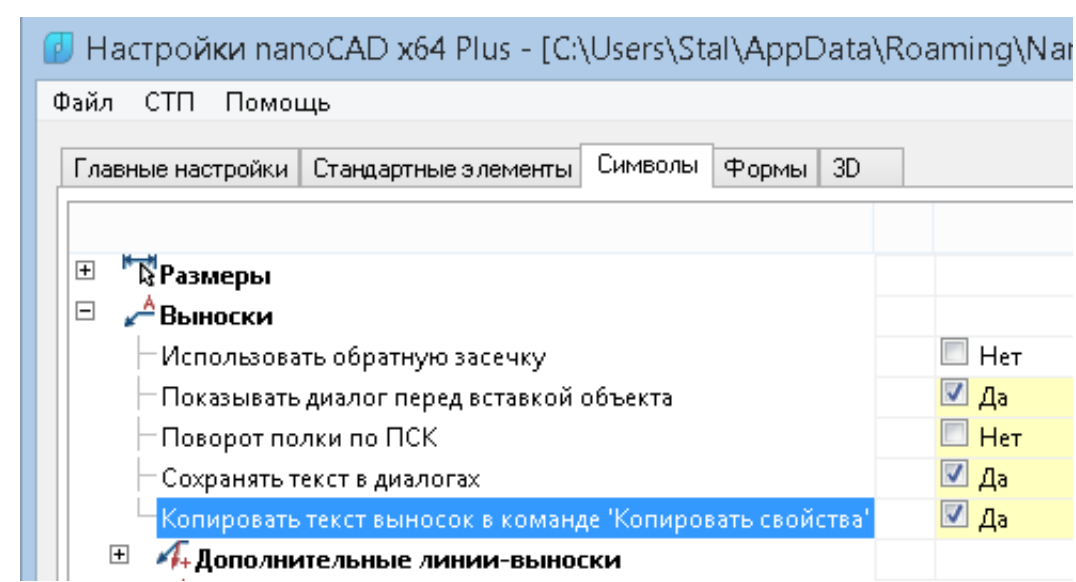 Настройки nanoCAD x64 Plus - [C:\Users\Stal\AppData\Roaming\Nan
Файл СТП Помощь
Главные настройки Стандартные элементы Символы Формы 3D
Размеры
Выноски
Использовать обратную засечку Нет
Показывать диалог перед вставкой объекта Да
Поворот полки по ПСК Нет
Сохранять текст в диалогах Да
Копировать текст выносок в команде 'Копировать свойства' Да
Дополнительные линии-выноски